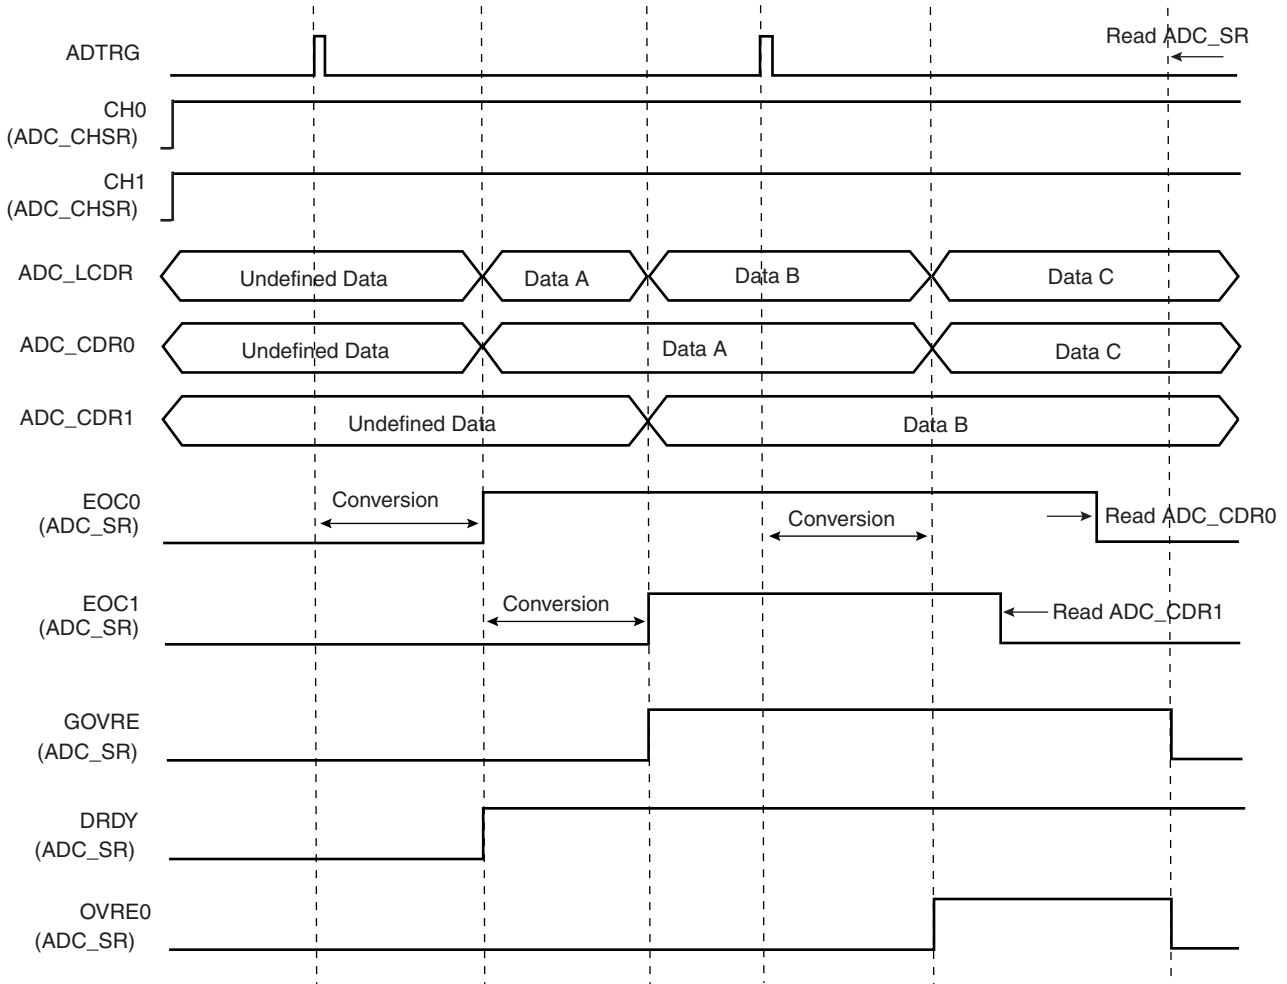 ADTRG
Read ADC_SR
CH0
(ADC_CHSR)
CH1
(ADC_CHSR)
ADC_LCDR
Undefined Data
Data A
Data B
Data C
ADC_CDR0
Undefined Data
Data A
Data C
ADC_CDR1
Undefined Data
Data B
EOC0
(ADC_SR)
Conversion
Conversion
Read ADC_CDR0
EOC1
(ADC_SR)
Conversion
Read ADC_CDR1
GOVRE
(ADC_SR)
DRDY
(ADC_SR)
OVRE0
(ADC_SR)